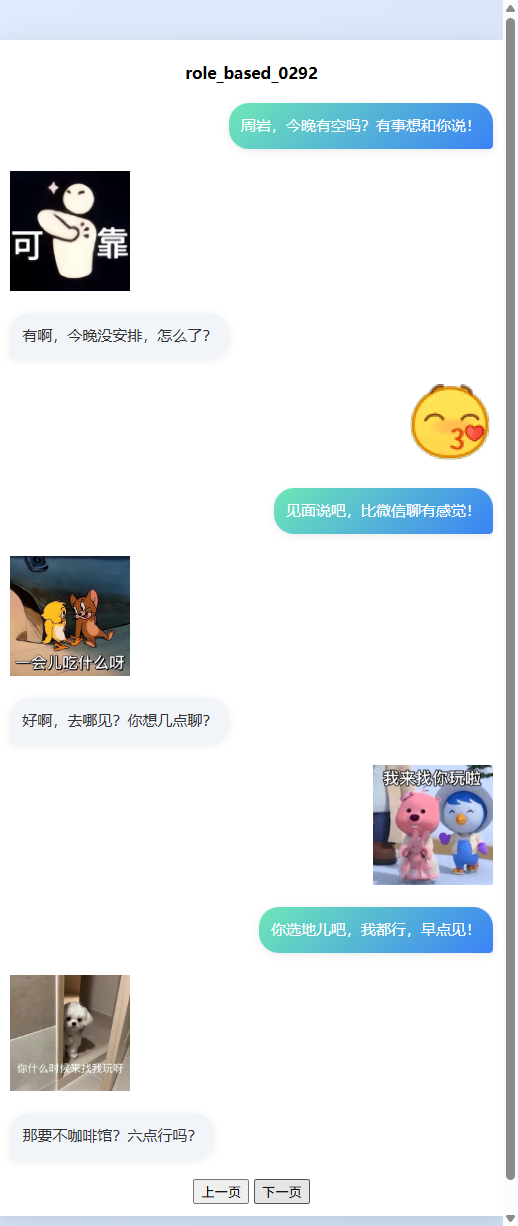 role_based_0292
周岩，今晚有空吗？有事想和你说！
可靠
有啊，今晚没安排，怎么了？
见面说吧，比微信聊有感觉！
一会儿吃什么呀
好啊，去哪见？你想几点聊？
我来找你玩啦
你选地儿吧，我都行，早点见！
你什么时候来找我玩呀
那要不咖啡馆？六点行吗？
上一页 下一页